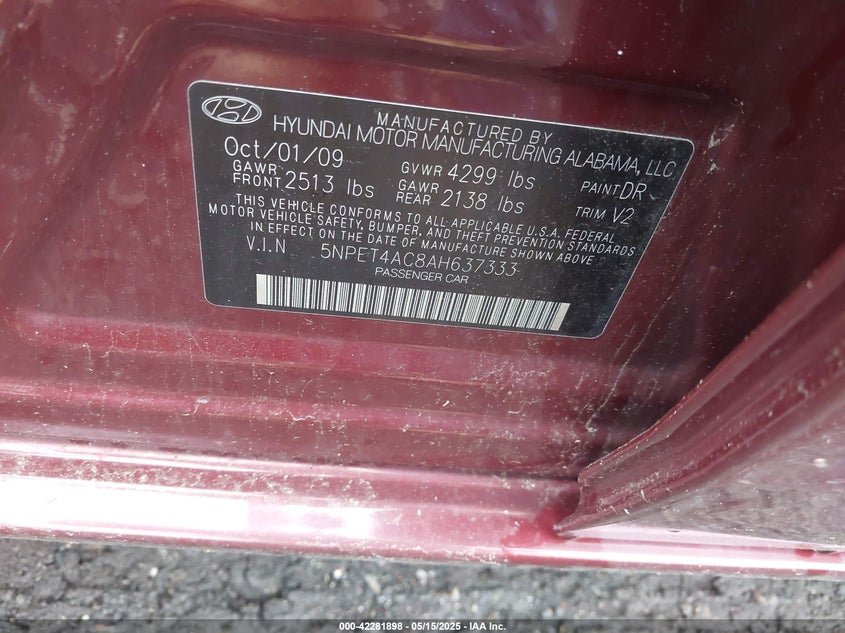 MANUFACTURED BY
HYUNDAI MOTOR MANUFACTURING ALABAMA, LLC
Oct/01/09 GVWR 4299 lbs PAINT DR
GAWR FRONT 2513 lbs GAWR REAR 2138 lbs TRIM V2
THIS VEHICLE CONFORMS TO ALL APPLICABLE U.S.A. FEDERAL
MOTOR VEHICLE SAFETY, BUMPER, AND THEFT PREVENTION STANDARDS
IN EFFECT ON THE DATE OF MANUFACTURE SHOWN ABOVE
V.I.N 5NPET4AC8AH637333
PASSENGER CAR
000-42281898 - 05/15/2025 - IAA Inc.